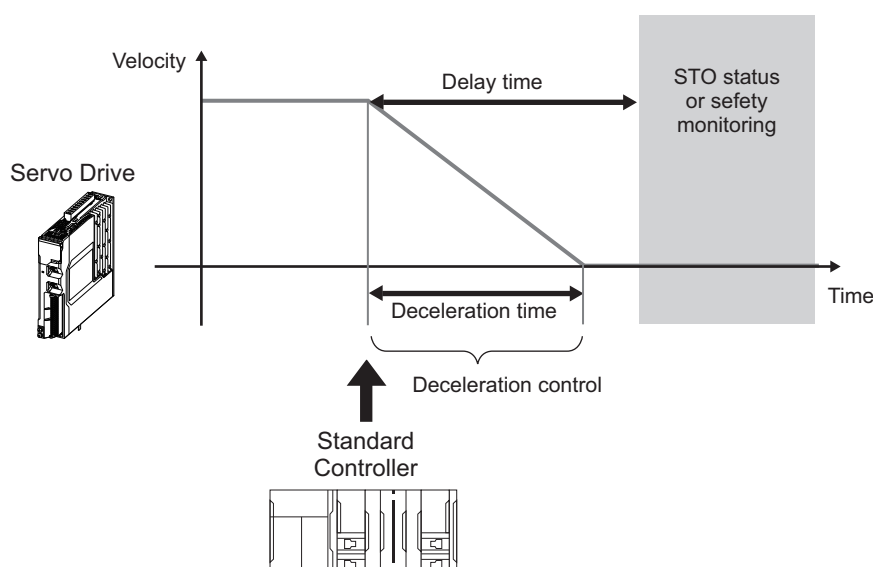 Velocity
Delay time
STO status
or sefety
monitoring
Servo Drive
Time
Deceleration time
Deceleration control
Standard
Controller